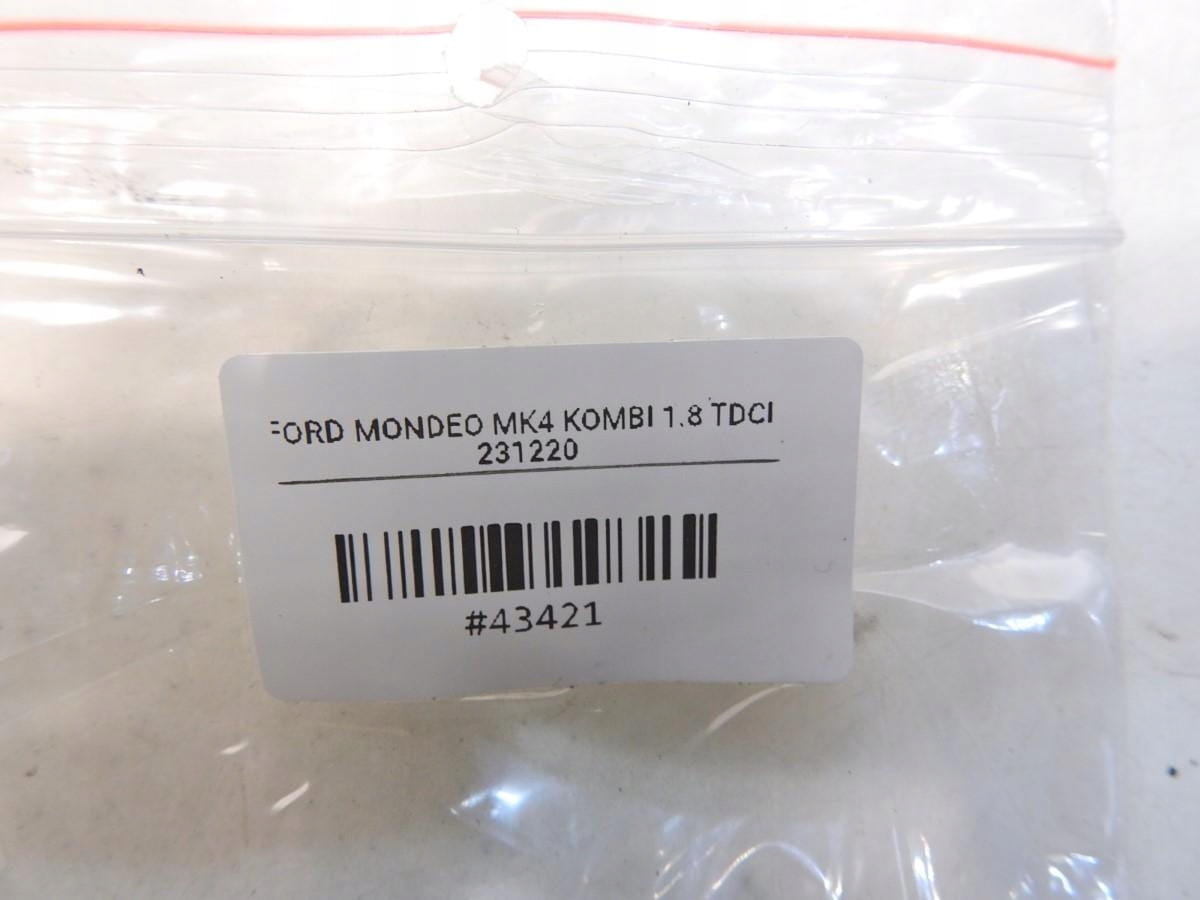 FORD MONDEO MK4 KOMBI 1.8 TDCI
231220
#43421